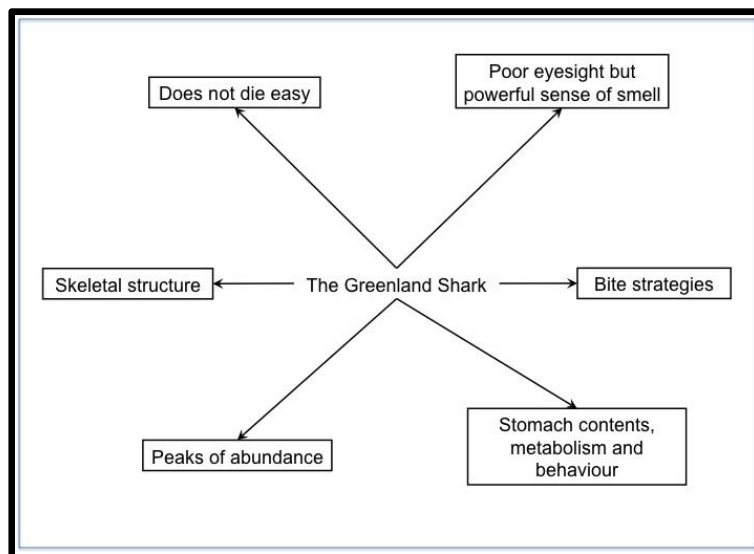 Does not die easy
Poor eyesight but
powerful sense of smell
Skeletal structure
The Greenland Shark
Bite strategies
Peaks of abundance
Stomach contents,
metabolism and
behaviour